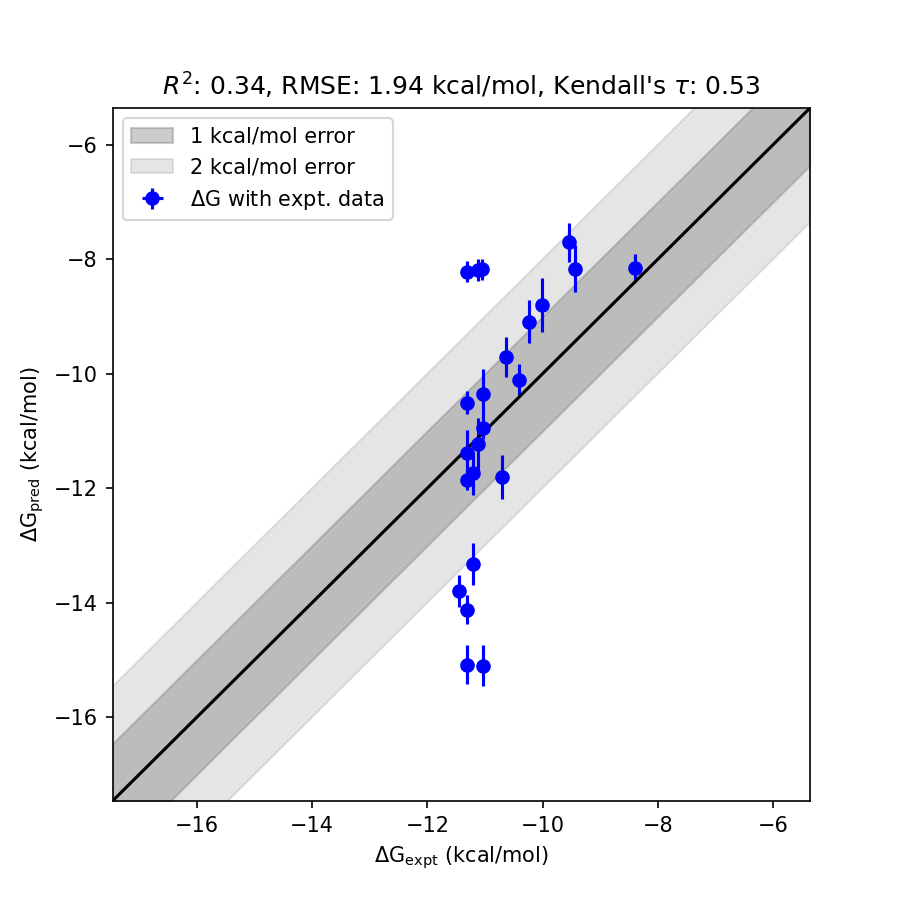 R²: 0.34, RMSE: 1.94 kcal/mol, Kendall's τ: 0.53
1 kcal/mol error
2 kcal/mol error
ΔG with expt. data
−6
−8
−10
−12
−14
−16
ΔGpred (kcal/mol)
−16 −14 −12 −10 −8 −6
ΔGexpt (kcal/mol)